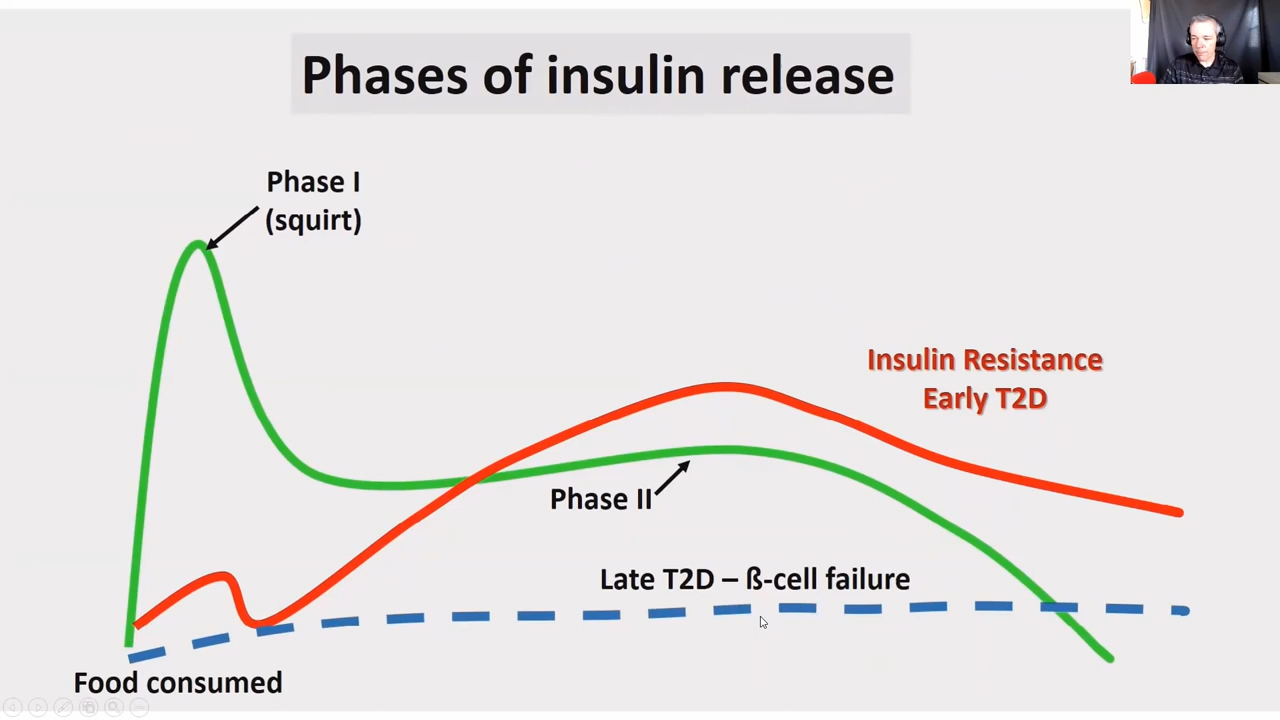 Phases of insulin release
Phase I
(squirt)
Insulin Resistance
Early T2D
Phase II
Late T2D – ß-cell failure
Food consumed